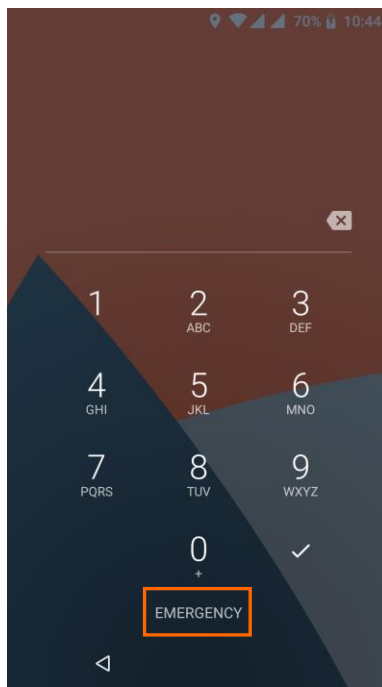 70% 10:44
1 2 3
ABC DEF
4 5 6
GHI JKL MNO
7 8 9
PQRS TUV WXYZ
0
+
EMERGENCY